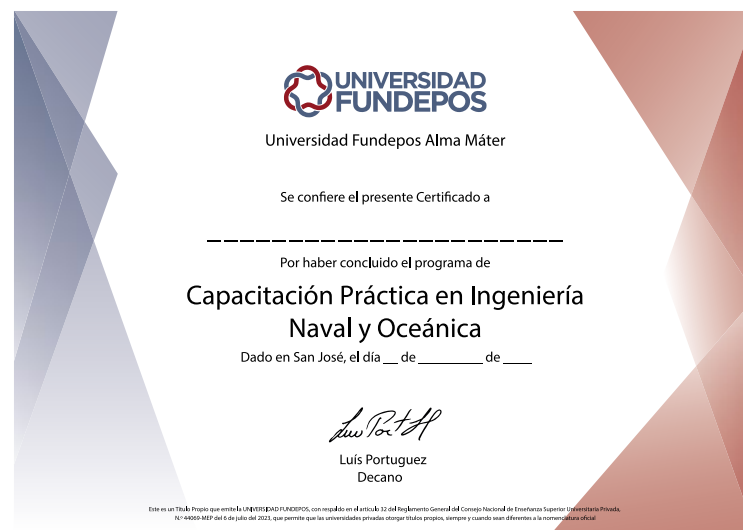 UNIVERSIDAD
FUNDEPOS
Universidad Fundepos Alma Máter
Se confiere el presente Certificado a
_ _ _ _ _ _ _ _ _ _ _ _ _ _ _ _ _ _ _ _ _ _
Por haber concluido el programa de
Capacitación Práctica en Ingeniería
Naval y Oceánica
Dado en San José, el día __ de _________ de ____
Luís Portuguez
Decano
Este es un Título Propio que emite la UNIVERSIDAD FUNDEPOS, con respaldo en el articulo 32 del Reglamento General del Consejo Nacional de Enseñanza Superior Universitaria Privada,
N.º 44069-MEP del 6 de julio del 2023, que permite que las universidades privadas otorgar títulos propios, siempre y cuando sean diferentes a la nomenclatura oficial